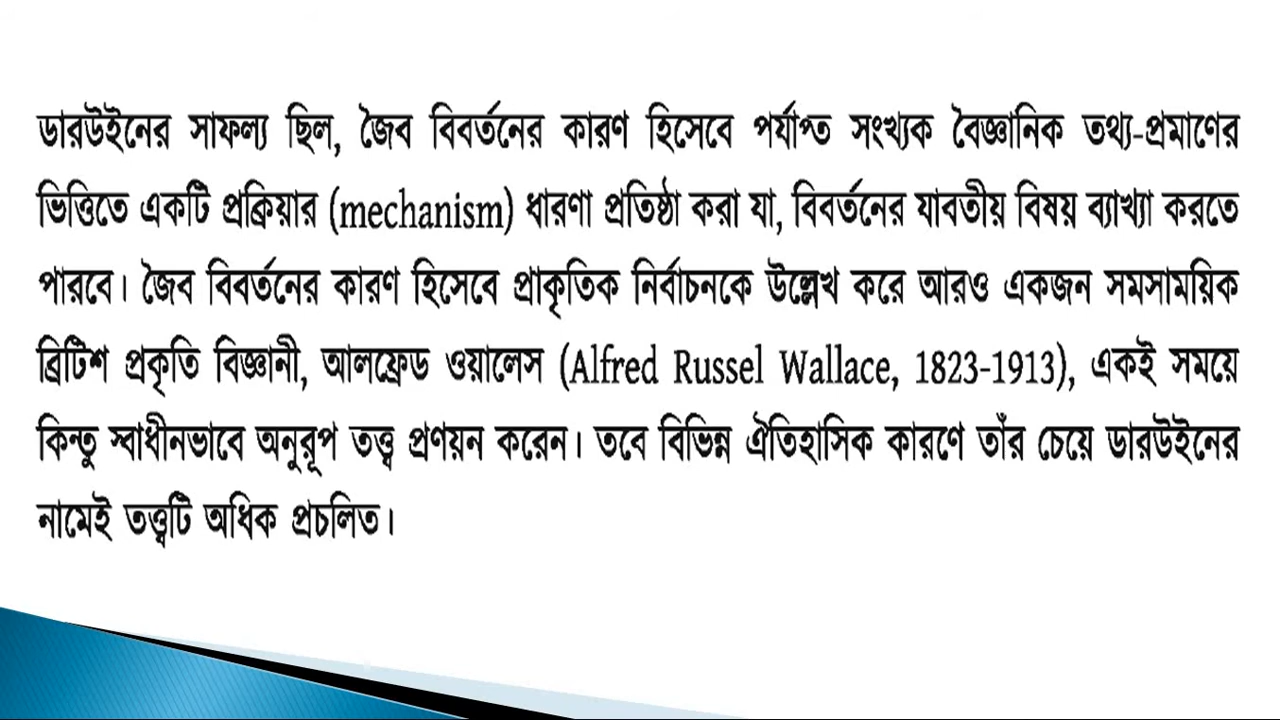 ডারউইনের সাফল্য ছিল, জৈব বিবর্তনের কারণ হিসেবে পর্যাপ্ত সংখ্যক বৈজ্ঞানিক তথ্য-প্রমাণের
ভিত্তিতে একটি প্রক্রিয়ার (mechanism) ধারণা প্রতিষ্ঠা করা যা, বিবর্তনের যাবতীয় বিষয় ব্যাখ্যা করতে
পারবে। জৈব বিবর্তনের কারণ হিসেবে প্রাকৃতিক নির্বাচনকে উল্লেখ করে আরও একজন সমসাময়িক
ব্রিটিশ প্রকৃতি বিজ্ঞানী, আলফ্রেড ওয়ালেস (Alfred Russel Wallace, 1823-1913), একই সময়ে
কিন্তু স্বাধীনভাবে অনুরূপ তত্ত্ব প্রণয়ন করেন। তবে বিভিন্ন ঐতিহাসিক কারণে তাঁর চেয়ে ডারউইনের
নামেই তত্ত্বটি অধিক প্রচলিত।